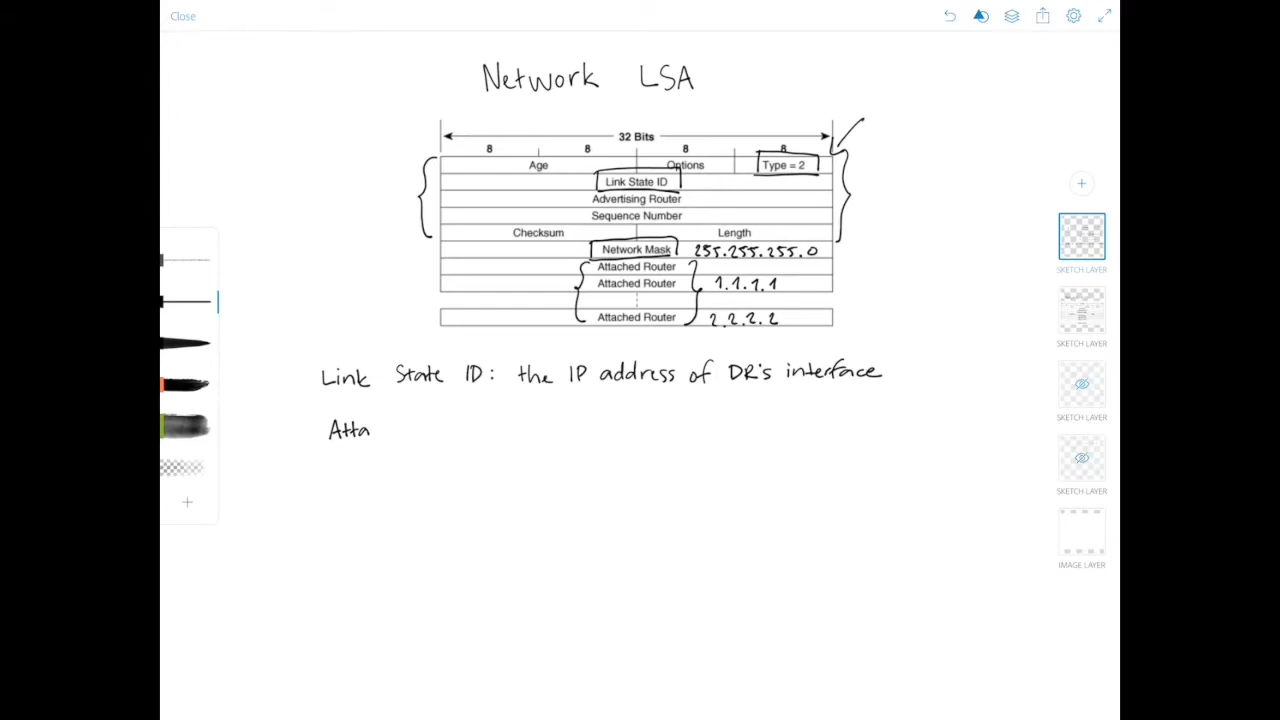 Close
Network LSA
32 Bits
8 8 8 8
Age Options Type = 2
Link State ID
Advertising Router
Sequence Number
Checksum Length
Network Mask 255.255.255.0
Attached Router
Attached Router 1.1.1.1
Attached Router 2.2.2.2
Link State ID: the IP address of DR's interface
Atta
SKETCH LAYER
SKETCH LAYER
SKETCH LAYER
SKETCH LAYER
IMAGE LAYER